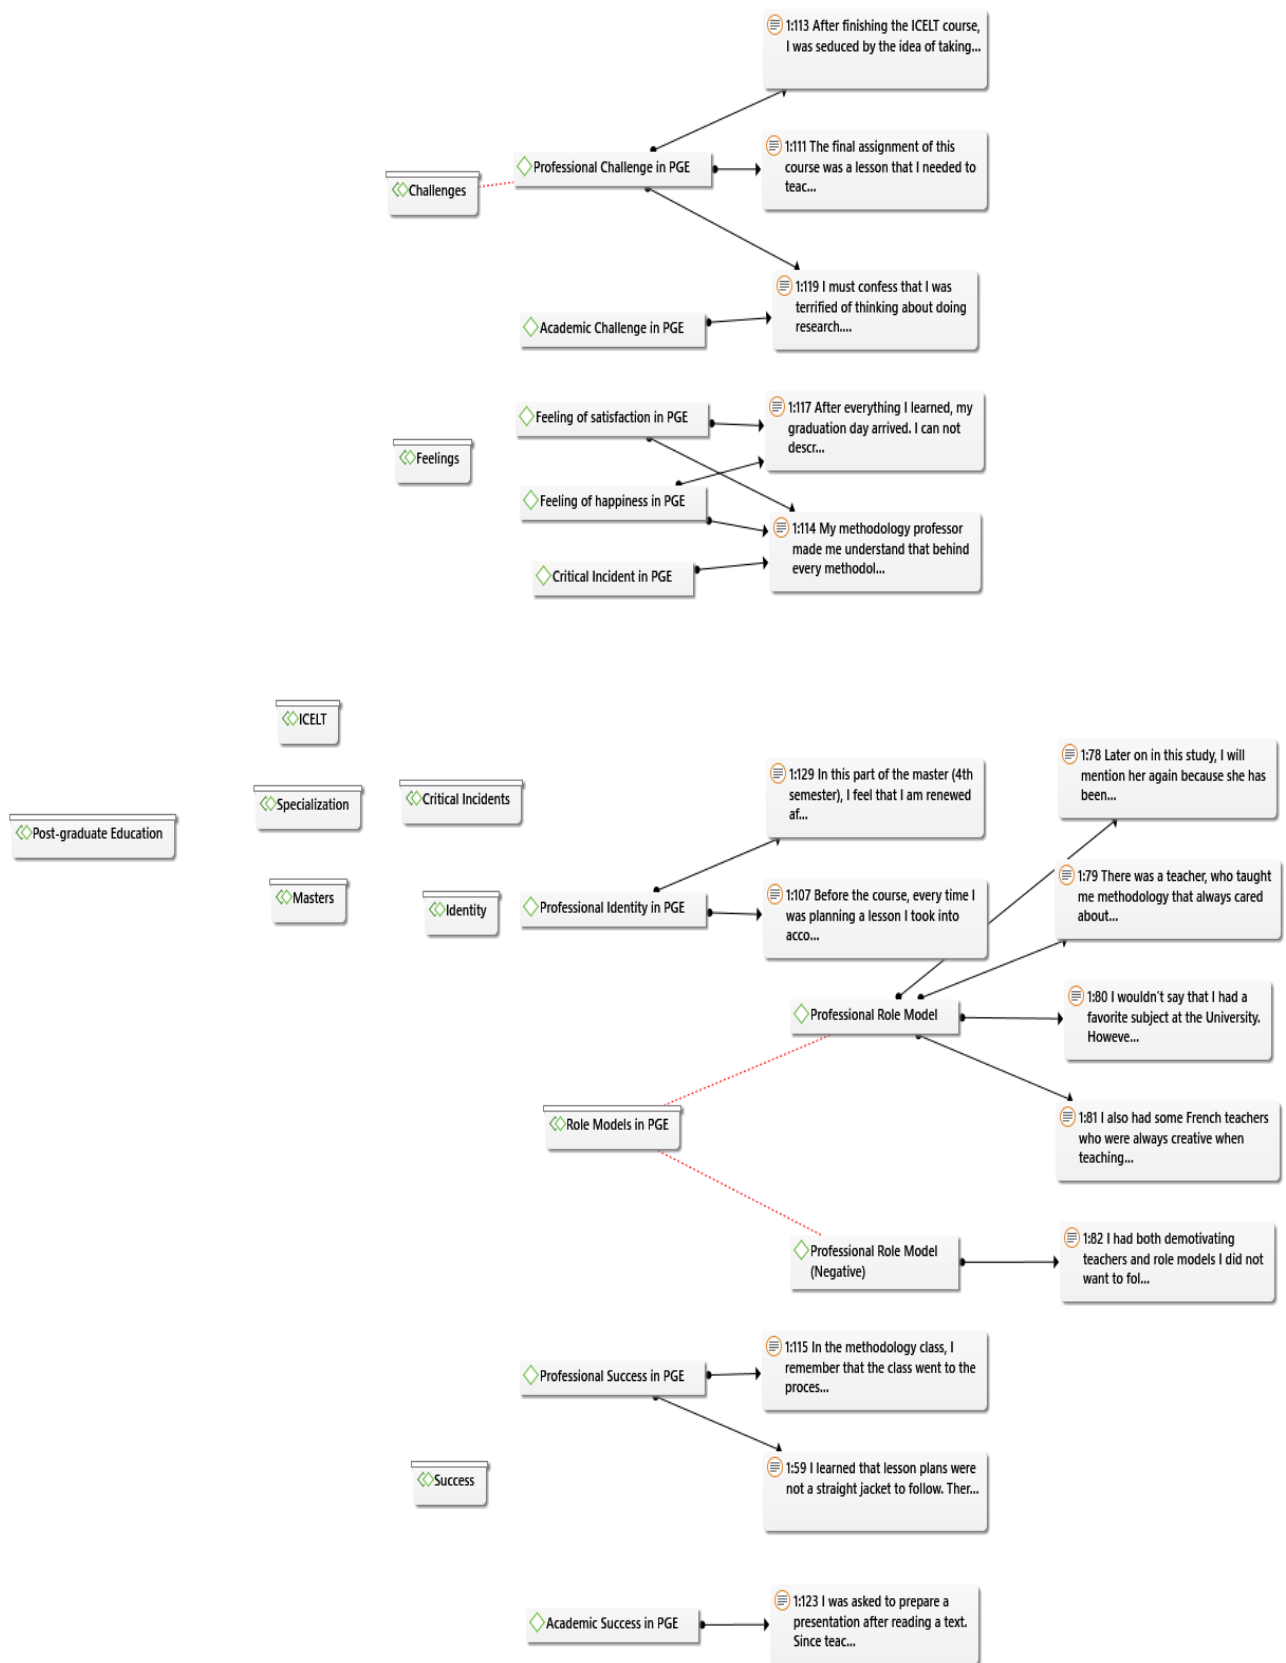 1:113 After finishing the ICELT course,
I was seduced by the idea of taking...
1:111 The final assignment of this
course was a lesson that I needed to
teac...
Professional Challenge in PGE
Challenges
1:119 I must confess that I was
terrified of thinking about doing
research....
Academic Challenge in PGE
Feeling of satisfaction in PGE
1:117 After everything I learned, my
graduation day arrived. I can not
descr...
Feelings
Feeling of happiness in PGE
1:114 My methodology professor
made me understand that behind
every methodol...
Critical Incident in PGE
ICELT
Specialization
Critical Incidents
Post-graduate Education
Masters
Identity
1:129 In this part of the master (4th
semester), I feel that I am renewed
af...
Professional Identity in PGE
1:107 Before the course, every time I
was planning a lesson I took into
acco...
1:78 Later on in this study, I will
mention her again because she has
been...
1:79 There was a teacher, who taught
me methodology that always cared
about...
Professional Role Model
1:80 I wouldn´t say that I had a
favorite subject at the University.
Howeve...
1:81 I also had some French teachers
who were always creative when
teaching...
Role Models in PGE
Professional Role Model
(Negative)
1:82 I had both demotivating
teachers and role models I did not
want to fol...
Professional Success in PGE
1:115 In the methodology class, I
remember that the class went to the
proces...
1:59 I learned that lesson plans were
not a straight jacket to follow. Ther...
Success
Academic Success in PGE
1:123 I was asked to prepare a
presentation after reading a text.
Since teac...